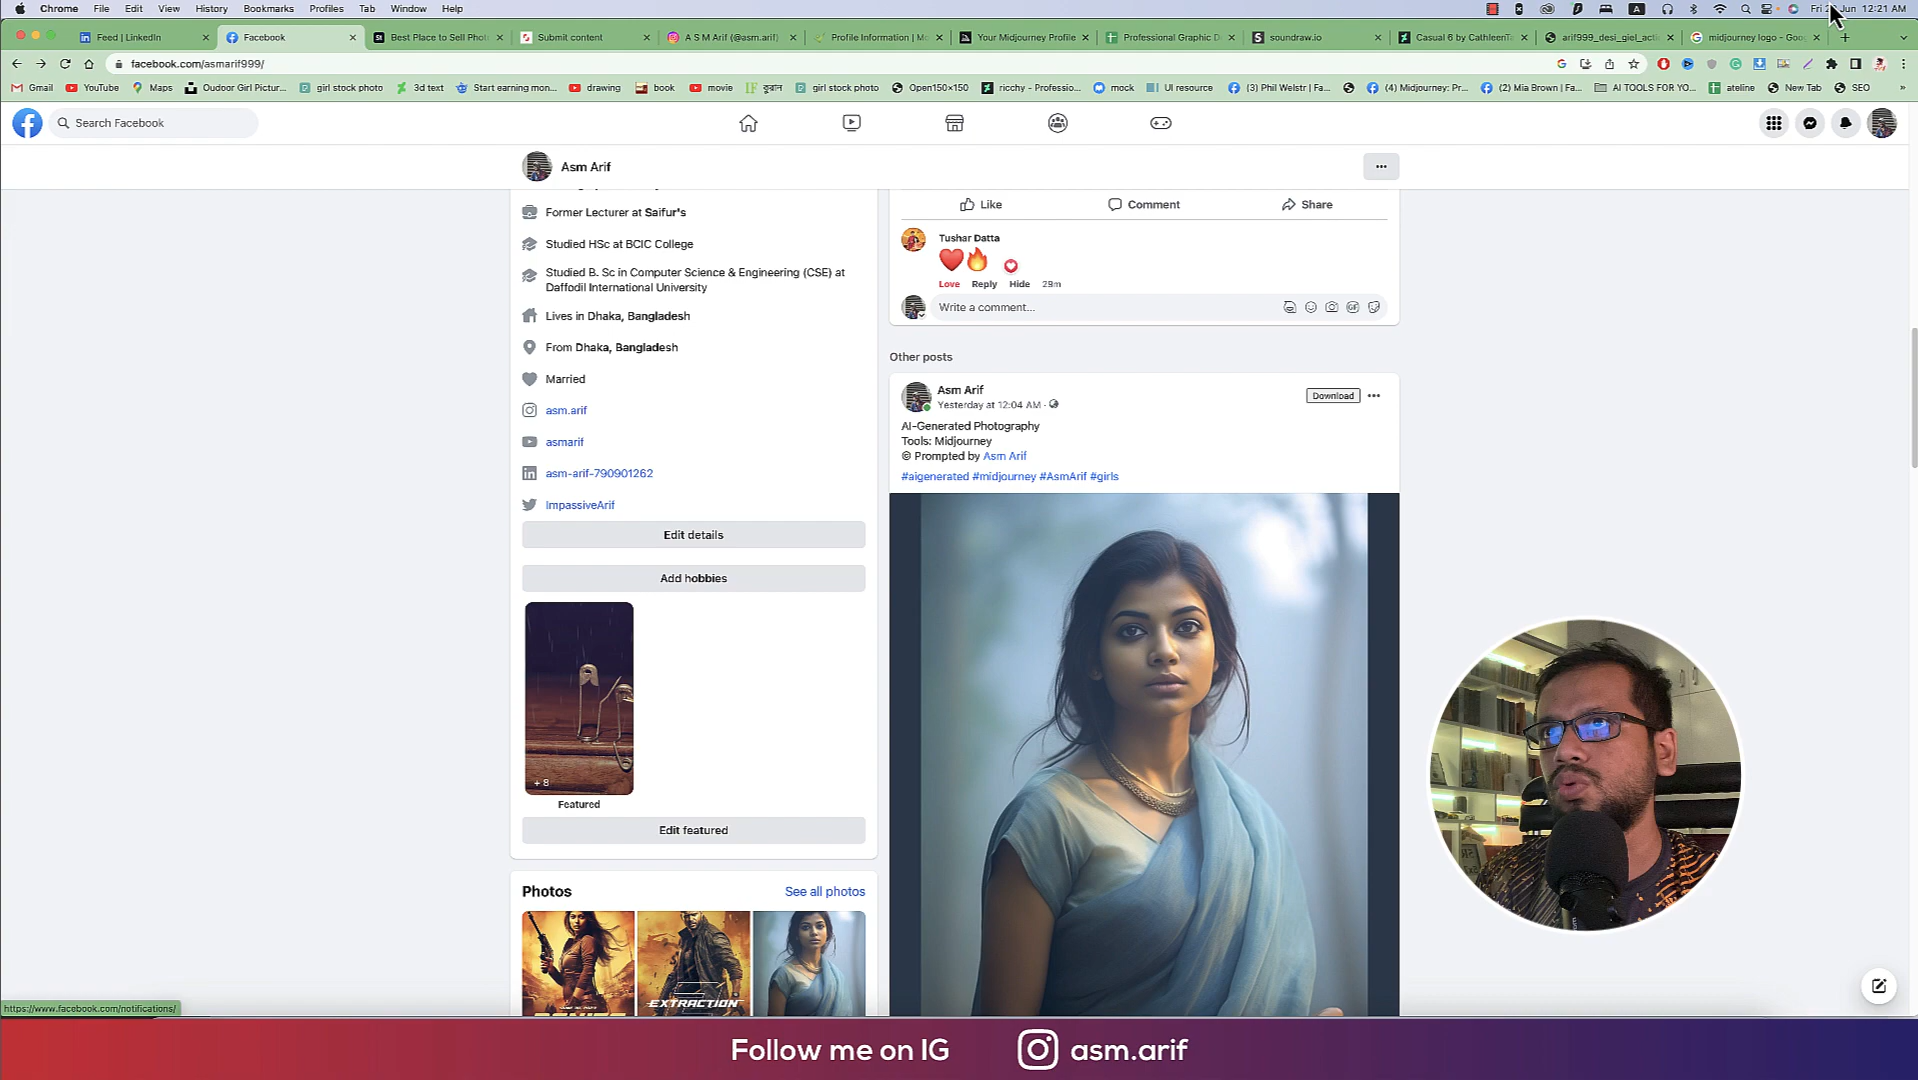 Chrome File Edit View History Bookmarks Profiles Tab Window Help
12:21 AM
Feed | LinkedIn
Facebook
Best Place to Sell Phot
Submit content
A S M Arif (@asm.arif)
Profile Information | M
Your Midjourney Profile
Professional Graphic D
soundraw.io
Casual 6 by CathleenT
arif999_desi_giel_acti
midjourney logo - Goo
facebook.com/asmarif999/
Gmail
YouTube
Maps
Oudoor Girl Pictur...
girl stock photo
3d text
Start earning mon...
drawing
book
movie
girl stock photo
Open150×150
ricchy - Professio...
mock
UI resource
(3) Phil Welstr | Fa...
(4) Midjourney: Pr...
(2) Mia Brown | Fa...
AI TOOLS FOR YO...
ateline
New Tab
SEO
Search Facebook
Asm Arif
Former Lecturer at Saifur's
Studied HSc at BCIC College
Studied B. Sc in Computer Science & Engineering (CSE) at
Daffodil International University
Lives in Dhaka, Bangladesh
From Dhaka, Bangladesh
Married
asm.arif
asmarif
asm-arif-790901262
ImpassiveArif
Edit details
Add hobbies
+ 8
Featured
Edit featured
Photos
See all photos
EXTRACTION
Like Comment Share
Tushar Datta
Love Reply Hide 29m
Write a comment...
Other posts
Asm Arif
Yesterday at 12:04 AM ·
Download
AI-Generated Photography
Tools: Midjourney
© Prompted by Asm Arif
#aigenerated #midjourney #AsmArif #girls
https://www.facebook.com/notifications/
Follow me on IG
asm.arif